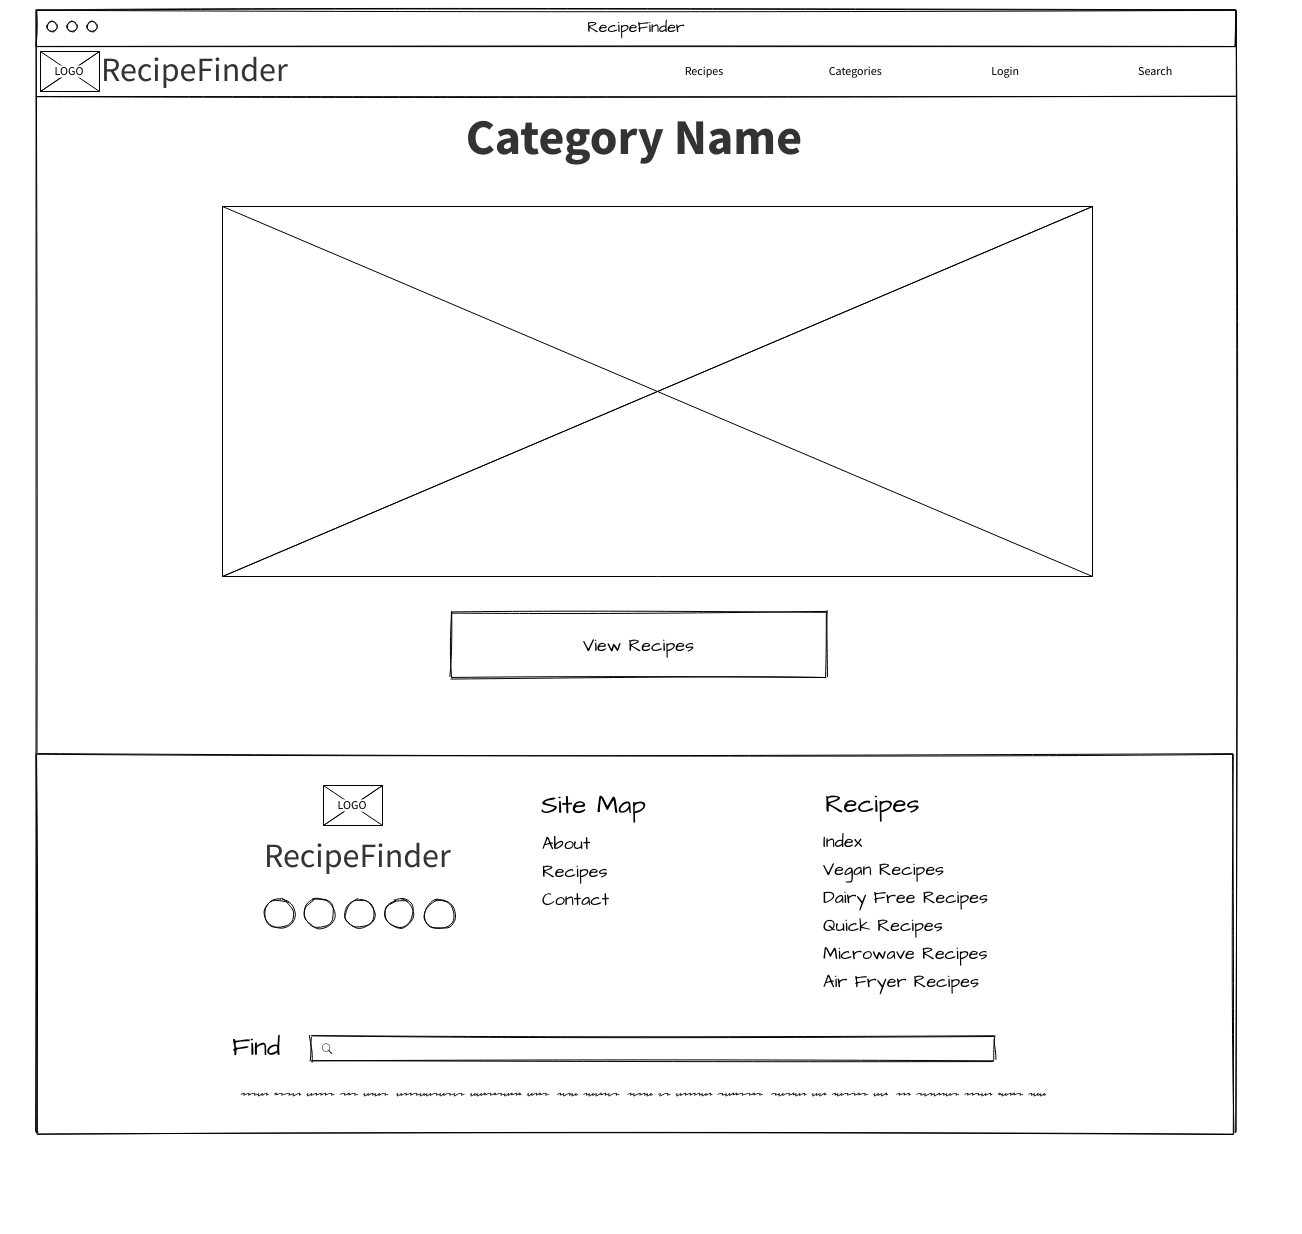 RecipeFinder
LOGO RecipeFinder Recipes Categories Login Search
Category Name
View Recipes
LOGO
RecipeFinder
Site Map
About
Recipes
Contact
Recipes
Index
Vegan Recipes
Dairy Free Recipes
Quick Recipes
Microwave Recipes
Air Fryer Recipes
Find